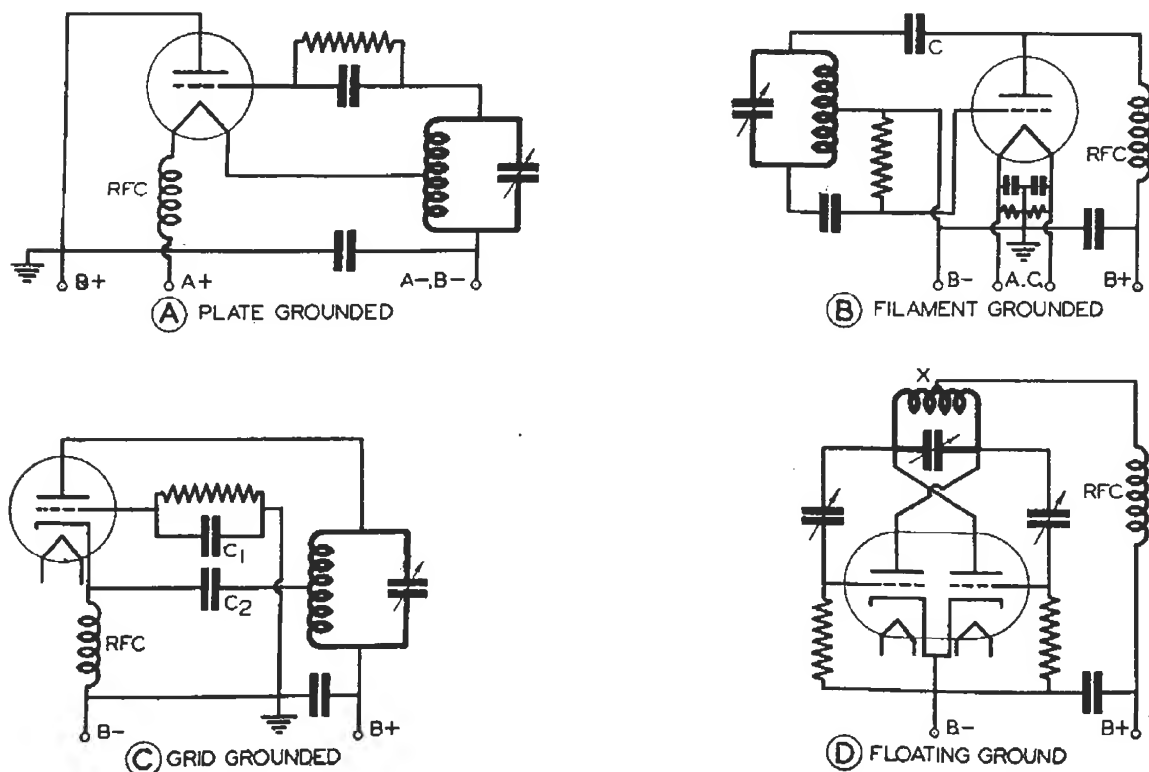 RFC
B+
A+
A-,B-
(A) PLATE GROUNDED
C
RFC
B-
A.C.
B+
(B) FILAMENT GROUNDED
C1
C2
RFC
B-
B+
(C) GRID GROUNDED
X
RFC
B-
B+
(D) FLOATING GROUND